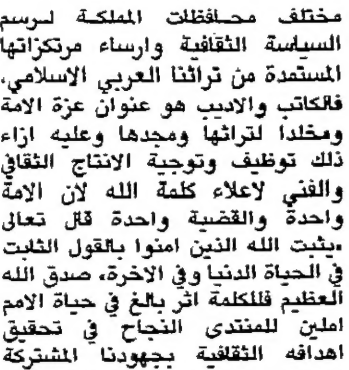 مختلف محافظات المملكة لرسم
السياسة الثقافية وارساء مرتكزاتها
المستمدة من تراثنا العربي الاسلامي.
فالكاتب والاديب هو عنوان عزة الامة
ومخلدا لتراثها ومجدها وعليه ازاء
ذلك توظيف وتوجية الانتاج الثقافي
والفني لاعلاء كلمة الله لان الامة
واحدة والقضية واحدة قال تعالى
«يثبت الله الذين امنوا بالقول الثابت
في الحياة الدنيا وفي الاخرة، صدق الله
العظيم فللكلمة اثر بالغ في حياة الامم
املين للمنتدى النجاح في تحقيق
اهدافه الثقافية بجهودنا المشتركة